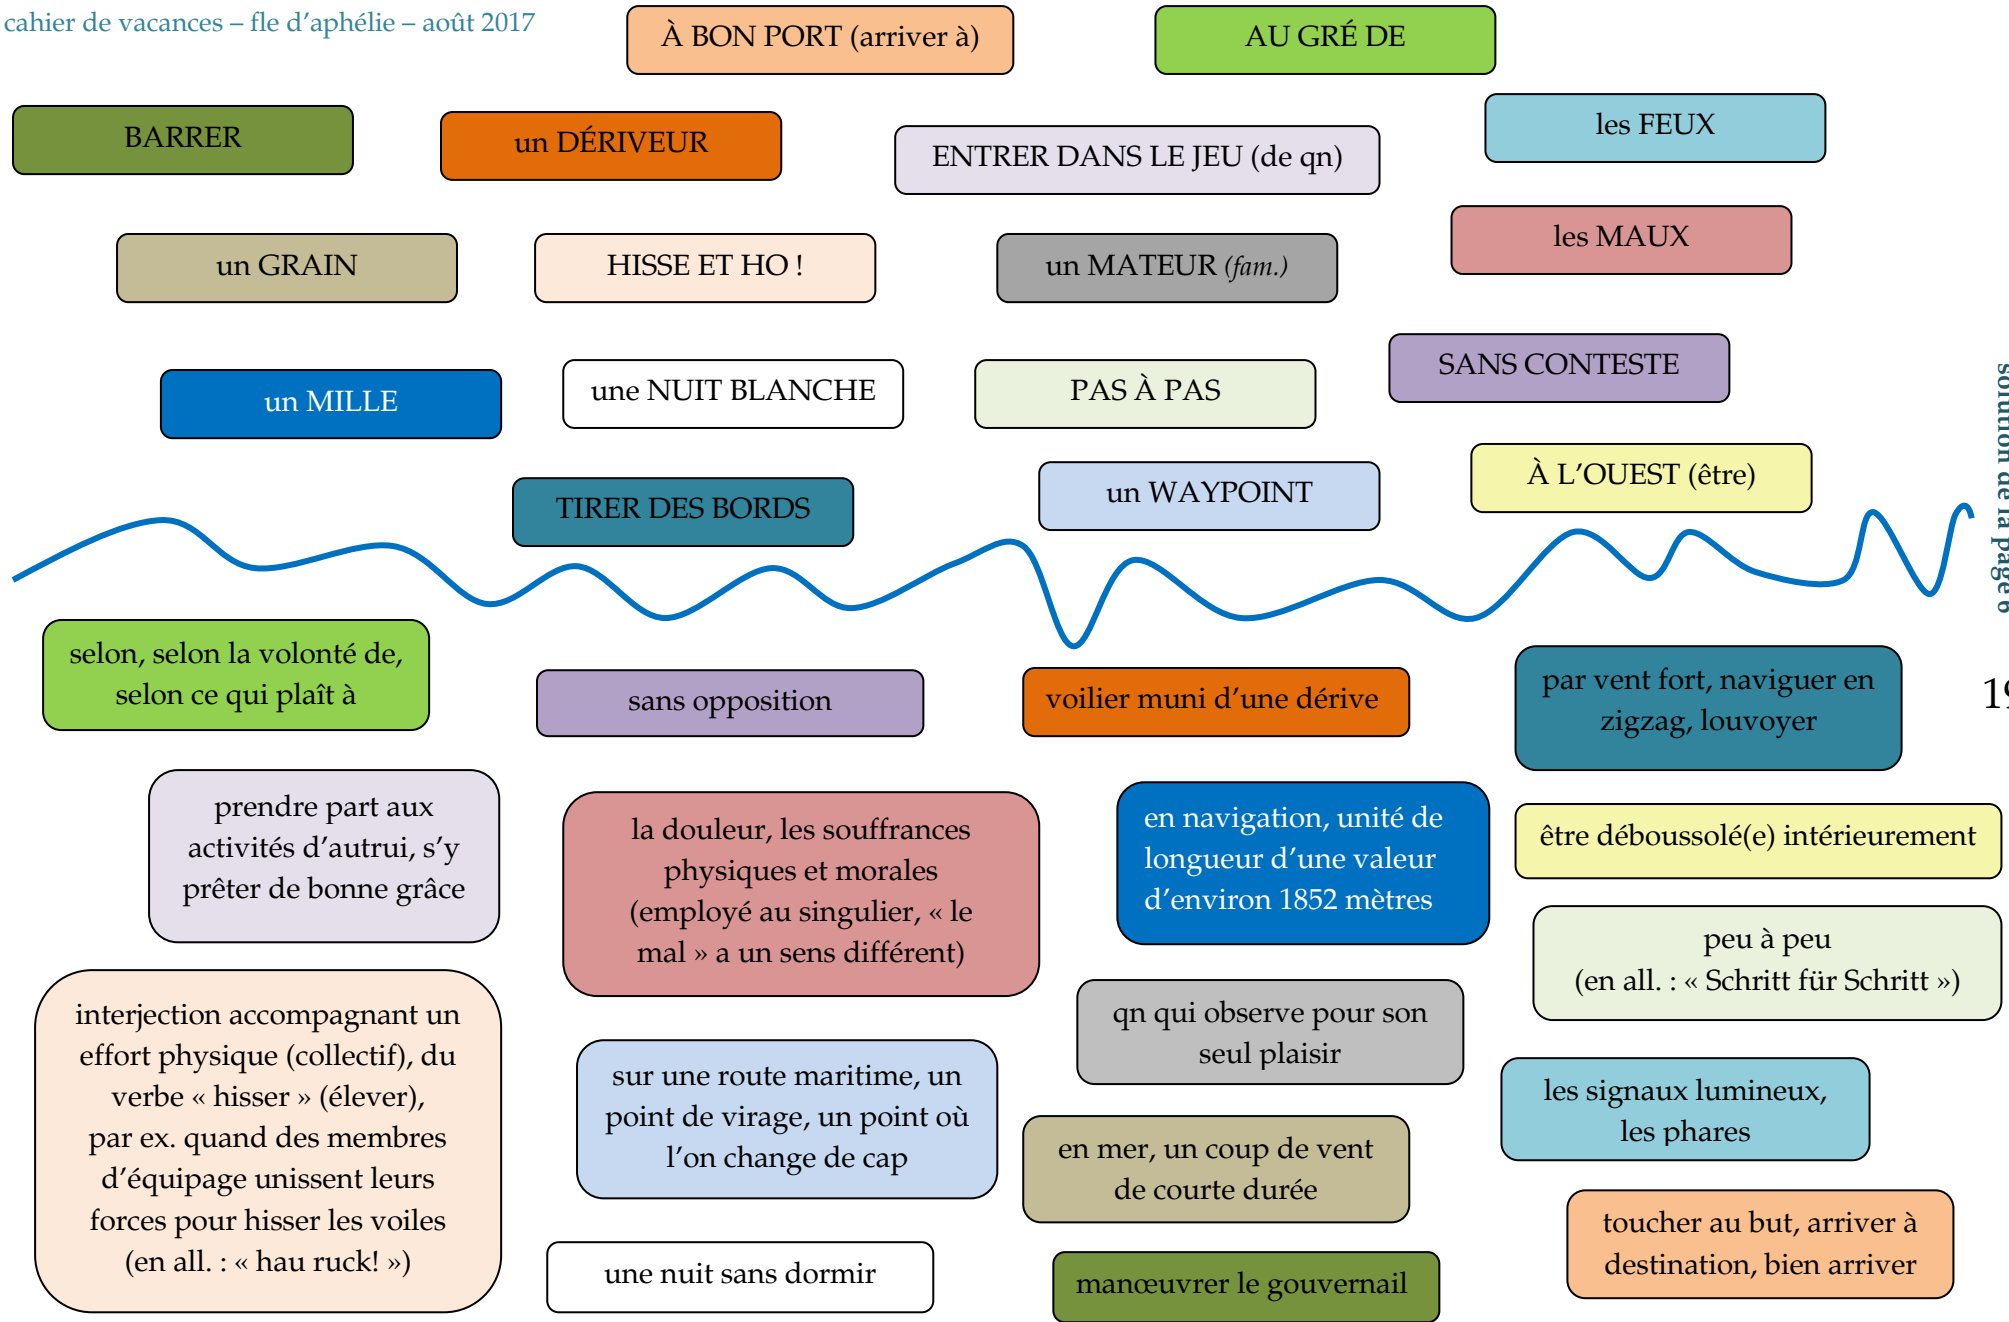 cahier de vacances – fle d’aphélie – août 2017
À BON PORT (arriver à)
AU GRÉ DE
BARRER
un DÉRIVEUR
ENTRER DANS LE JEU (de qn)
les FEUX
un GRAIN
HISSE ET HO !
un MATEUR (fam.)
les MAUX
un MILLE
une NUIT BLANCHE
PAS À PAS
SANS CONTESTE
TIRER DES BORDS
un WAYPOINT
À L’OUEST (être)
solution de la page 6
19
selon, selon la volonté de,
selon ce qui plaît à
sans opposition
voilier muni d’une dérive
par vent fort, naviguer en
zigzag, louvoyer
prendre part aux
activités d’autrui, s’y
prêter de bonne grâce
la douleur, les souffrances
physiques et morales
(employé au singulier, « le
mal » a un sens différent)
en navigation, unité de
longueur d’une valeur
d’environ 1852 mètres
être déboussolé(e) intérieurement
peu à peu
(en all. : « Schritt für Schritt »)
interjection accompagnant un
effort physique (collectif), du
verbe « hisser » (élever),
par ex. quand des membres
d’équipage unissent leurs
forces pour hisser les voiles
(en all. : « hau ruck! »)
sur une route maritime, un
point de virage, un point où
l’on change de cap
qn qui observe pour son
seul plaisir
en mer, un coup de vent
de courte durée
les signaux lumineux,
les phares
une nuit sans dormir
manœuvrer le gouvernail
toucher au but, arriver à
destination, bien arriver